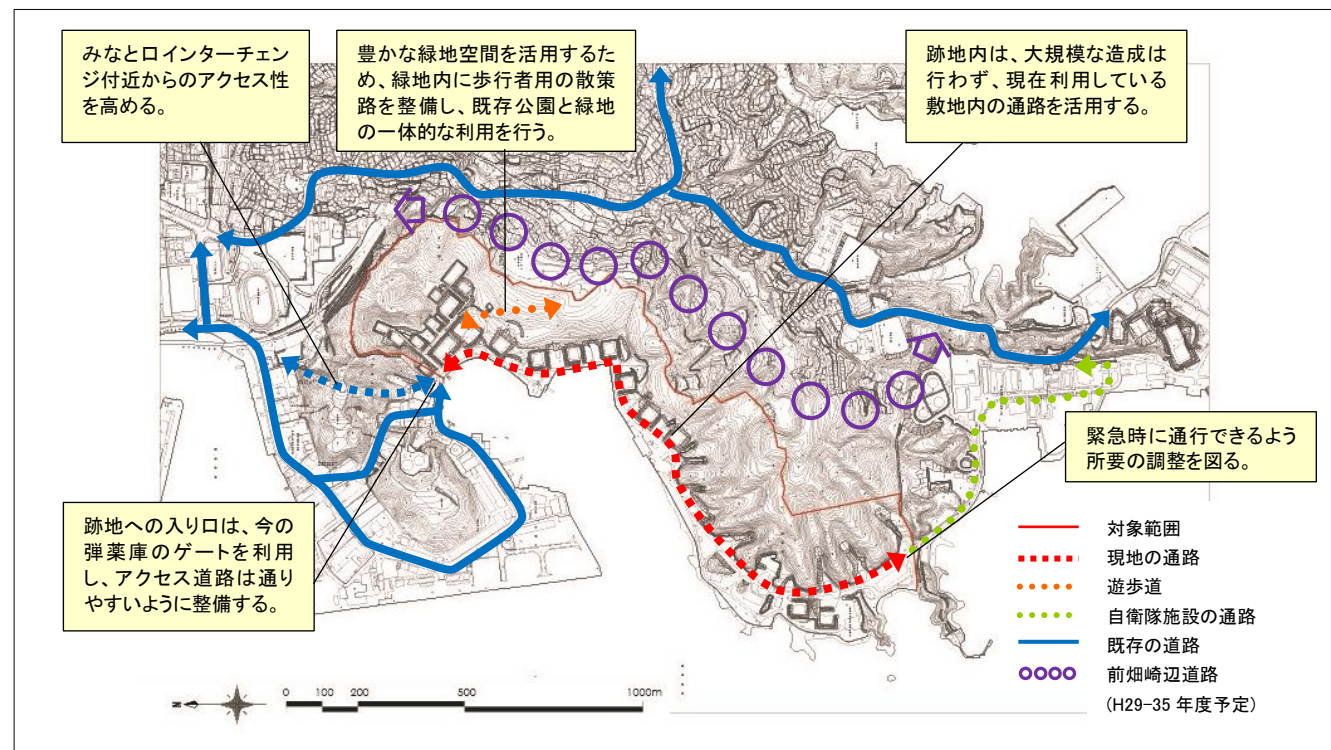 みなとロインターチェン
ジ付近からのアクセス性
を高める。
豊かな緑地空間を活用するた
め、緑地内に歩行者用の散策
路を整備し、既存公園と緑地
の一体的な利用を行う。
跡地内は、大規模な造成は
行わず、現在利用している
敷地内の通路を活用する。
緊急時に通行できるよう
所要の調整を図る。
跡地への入り口は、今の
弾薬庫のゲートを利用
し、アクセス道路は通り
やすいように整備する。
対象範囲
現地の通路
遊歩道
自衛隊施設の通路
既存の道路
前畑崎辺道路
(H29-35 年度予定)
N
0 100 200 500 1000m